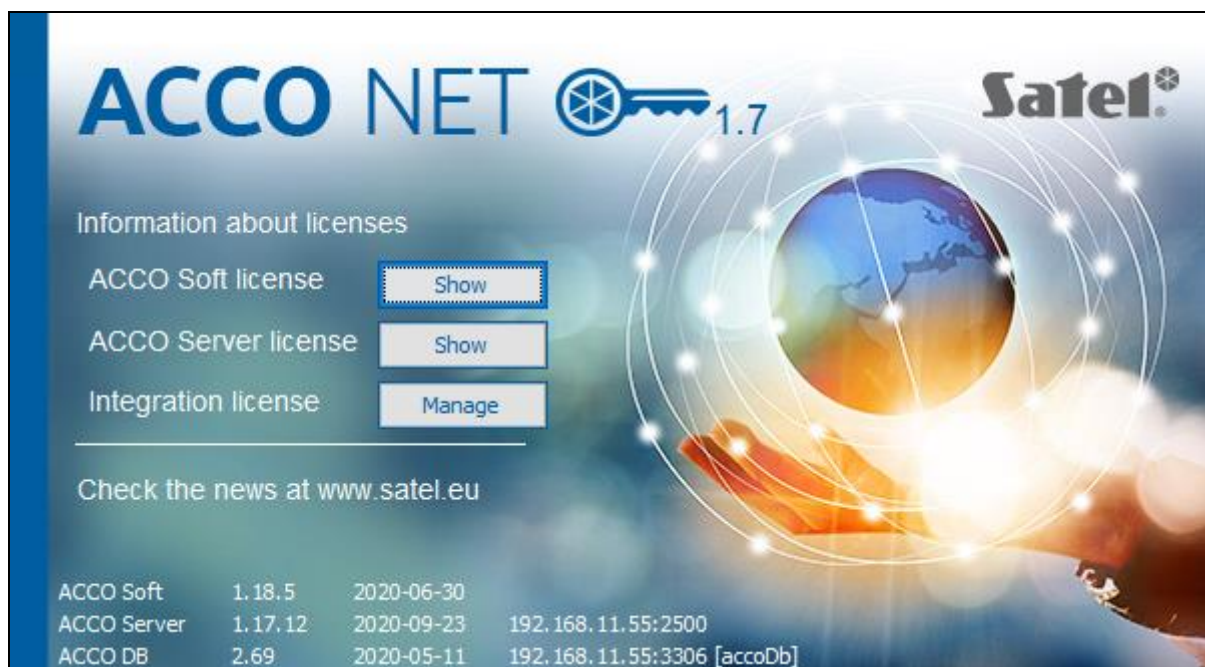 ACCO NET 1.7
Satel®
Information about licenses
ACCO Soft license Show
ACCO Server license Show
Integration license Manage
Check the news at www.satel.eu
ACCO Soft 1.18.5 2020-06-30
ACCO Server 1.17.12 2020-09-23 192.168.11.55:2500
ACCO DB 2.69 2020-05-11 192.168.11.55:3306 [accoDb]